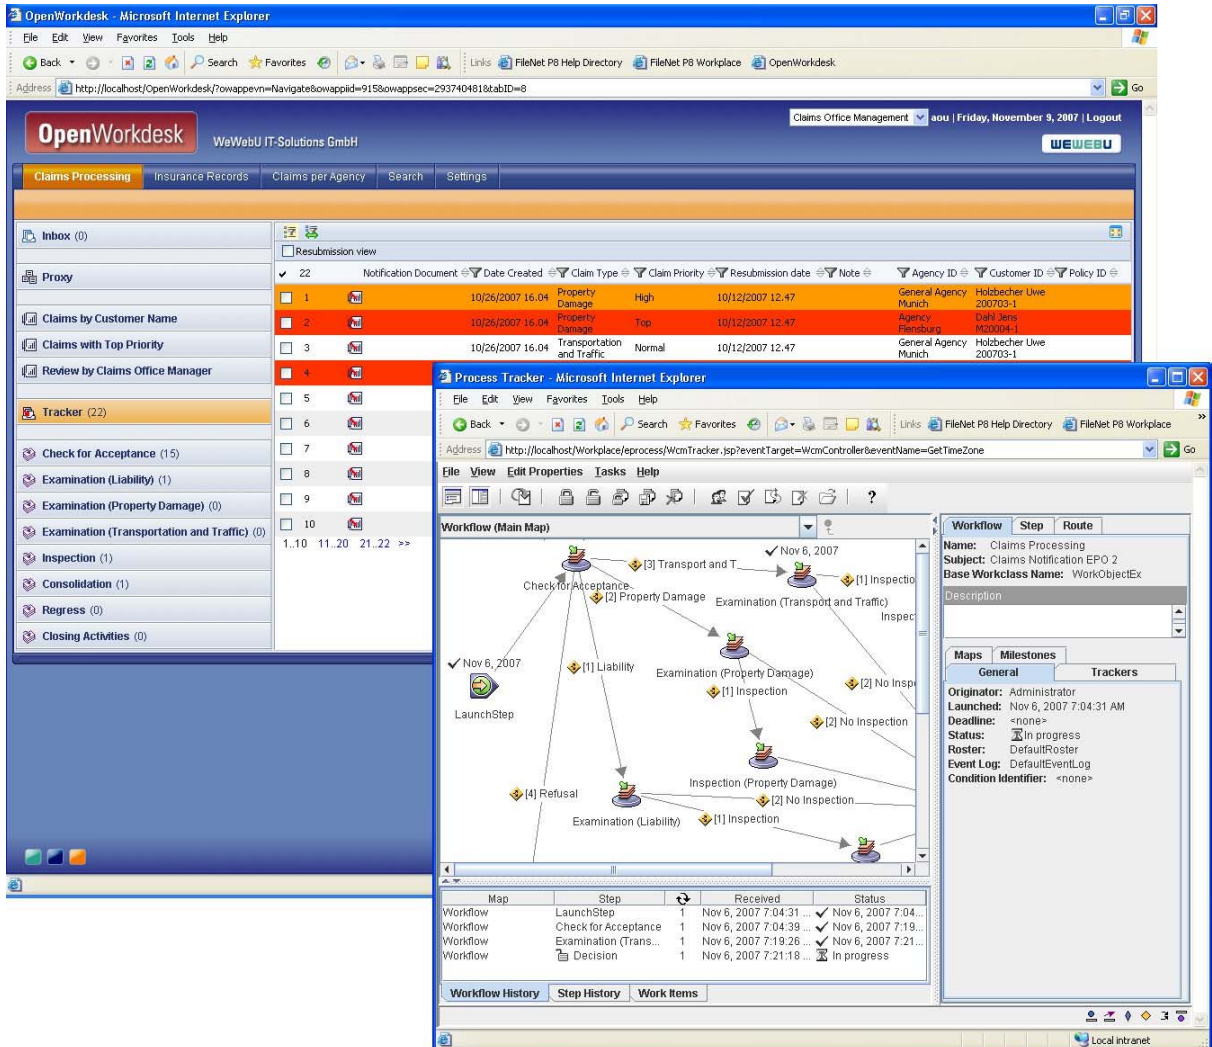 OpenWorkdesk - Microsoft Internet Explorer
File Edit View Favorites Tools Help
Back Search Favorites Links FileNet P8 Help Directory FileNet P8 Workplace OpenWorkdesk
Address http://localhost/OpenWorkdesk/?owappevn=Navigate&owappiid=915&owappsec=293740481&tabID=8 Go
Claims Office Management aou | Friday, November 9, 2007 | Logout
OpenWorkdesk WeWebU IT-Solutions GmbH WEWEBU
Claims Processing Insurance Records Claims per Agency Search Settings
Inbox (0)
Resubmission view
Proxy
22 Notification Document Date Created Claim Type Claim Priority Resubmission date Note Agency ID Customer ID Policy ID
1 10/26/2007 16.04 Property Damage High 10/12/2007 12.47 General Agency Munich Holzbecher Uwe 200703-1
2 10/26/2007 16.04 Property Damage Top 10/12/2007 12.47 Agency Flensburg Dahl Jens M20004-1
3 10/26/2007 16.04 Transportation and Traffic Normal 10/12/2007 12.47 General Agency Munich Holzbecher Uwe 200703-1
4
5
6
7
8
9
10
1..10 11..20 21..22 >>
Claims by Customer Name
Claims with Top Priority
Review by Claims Office Manager
Tracker (22)
Check for Acceptance (15)
Examination (Liability) (1)
Examination (Property Damage) (0)
Examination (Transportation and Traffic) (0)
Inspection (1)
Consolidation (1)
Regress (0)
Closing Activities (0)
Process Tracker - Microsoft Internet Explorer
File Edit View Favorites Tools Help
Back Search Favorites Links FileNet P8 Help Directory FileNet P8 Workplace »
Address http://localhost/Workplace/eprocess/WcmTracker.jsp?eventTarget=WcmController&eventName=GetTimeZone Go
File View Edit Properties Tasks Help
?
Workflow (Main Map)
Nov 6, 2007
[3] Transport and T...
Check for Acceptance
[1] Inspectio
[2] Property Damage
Examination (Transport and Traffic)
Inspec
Nov 6, 2007
[1] Liability
Examination (Property Damage)
[2] No Insp
[1] Inspection
LaunchStep
[2] No Inspection
Inspection (Property Damage)
[4] Refusal
[2] No Inspection
Examination (Liability)
[1] Inspection
Workflow Step Route
Name: Claims Processing
Subject: Claims Notification EPO 2
Base Workclass Name: WorkObjectEx
Description
Maps Milestones
General Trackers
Originator: Administrator
Launched: Nov 6, 2007 7:04:31 AM
Deadline: <none>
Status: In progress
Roster: DefaultRoster
Event Log: DefaultEventLog
Condition Identifier: <none>
Map Step Received Status
Workflow LaunchStep 1 Nov 6, 2007 7:04:31 ... Nov 6, 2007 7:04...
Workflow Check for Acceptance 1 Nov 6, 2007 7:04:39 ... Nov 6, 2007 7:19...
Workflow Examination (Trans... 1 Nov 6, 2007 7:19:26 ... Nov 6, 2007 7:21...
Workflow Decision 1 Nov 6, 2007 7:21:18 ... In progress
Workflow History Step History Work Items
Local intranet